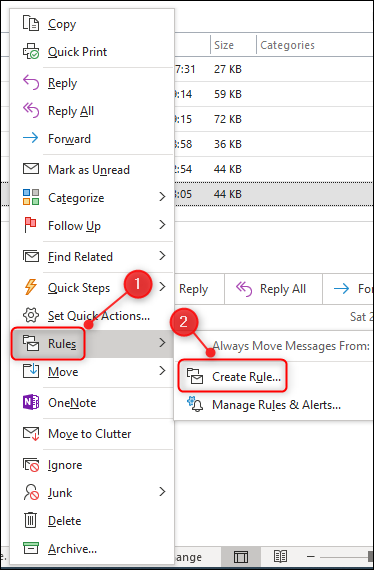 Copy
Quick Print
Reply
Reply All
Forward
Mark as Unread
Categorize
Follow Up
Find Related
Quick Steps
Set Quick Actions...
Rules
Move
OneNote
Move to Clutter
Ignore
Junk
Delete
Archive...
1
Size Categories
7:31 27 KB
9:14 59 KB
9:15 72 KB
3:58 36 KB
2:54 44 KB
3:05 44 KB
Reply Reply All Fo
Sat 2
2
Always Move Messages From:
Create Rule...
Manage Rules & Alerts...
e. ange